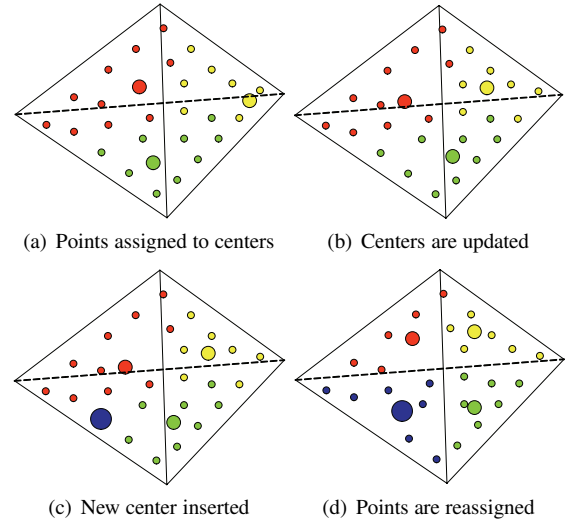 (a) Points assigned to centers
(b) Centers are updated
(c) New center inserted
(d) Points are reassigned